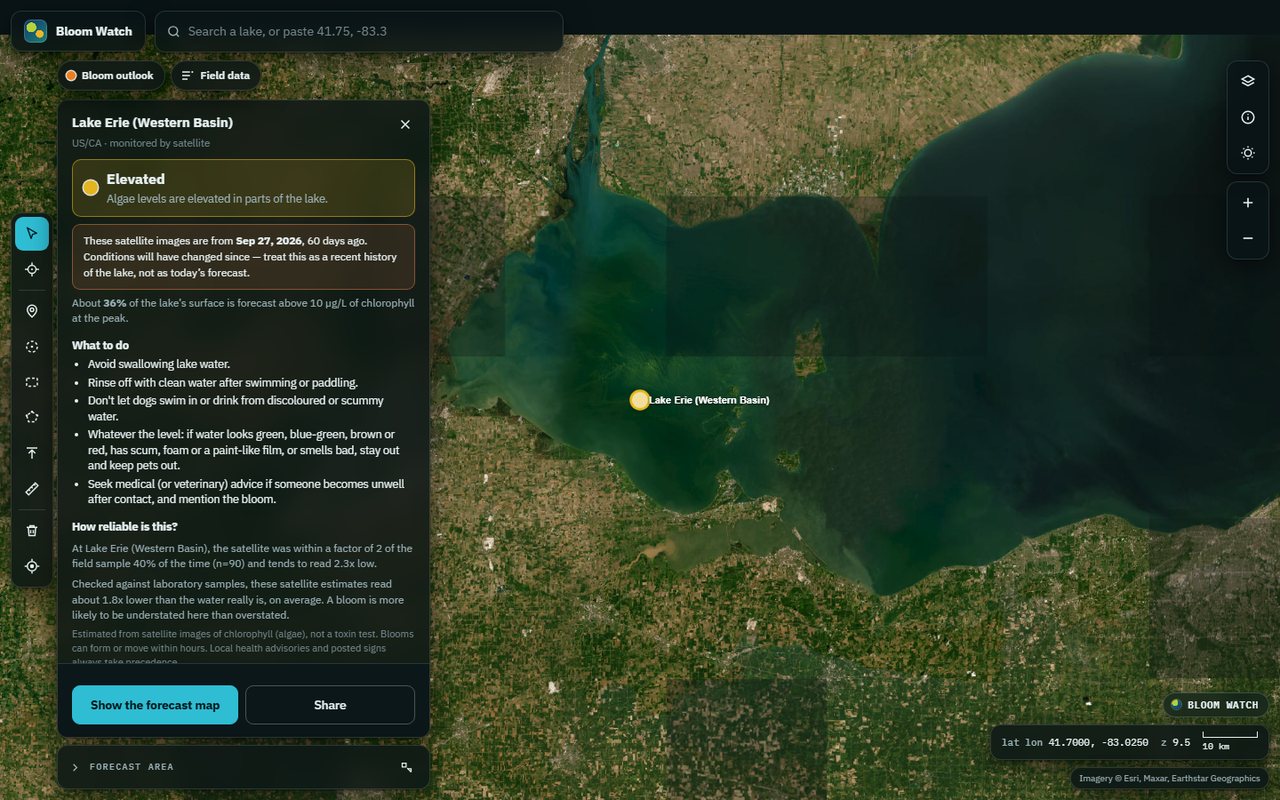 Bloom Watch
Search a lake, or paste 41.75, -83.3
Bloom outlook
Field data
Lake Erie (Western Basin)
US/CA · monitored by satellite
Elevated
Algae levels are elevated in parts of the lake.
These satellite images are from Sep 27, 2026, 60 days ago.
Conditions will have changed since — treat this as a recent history
of the lake, not as today's forecast.
About 36% of the lake's surface is forecast above 10 µg/L of chlorophyll
at the peak.
What to do
• Avoid swallowing lake water.
• Rinse off with clean water after swimming or paddling.
• Don't let dogs swim in or drink from discoloured or scummy
water.
• Whatever the level: if water looks green, blue-green, brown or
red, has scum, foam or a paint-like film, or smells bad, stay out
and keep pets out.
• Seek medical (or veterinary) advice if someone becomes unwell
after contact, and mention the bloom.
How reliable is this?
At Lake Erie (Western Basin), the satellite was within a factor of 2 of the
field sample 40% of the time (n=90) and tends to read 2.3x low.
Checked against laboratory samples, these satellite estimates read
about 1.8x lower than the water really is, on average. A bloom is more
likely to be understated here than overstated.
Estimated from satellite images of chlorophyll (algae), not a toxin test. Blooms
can form or move within hours. Local health advisories and posted signs
always take precedence.
Show the forecast map
Share
FORECAST AREA
Lake Erie (Western Basin)
BLOOM WATCH
lat lon 41.7000, -83.0250 z 9.5 10 km
Imagery © Esri, Maxar, Earthstar Geographics